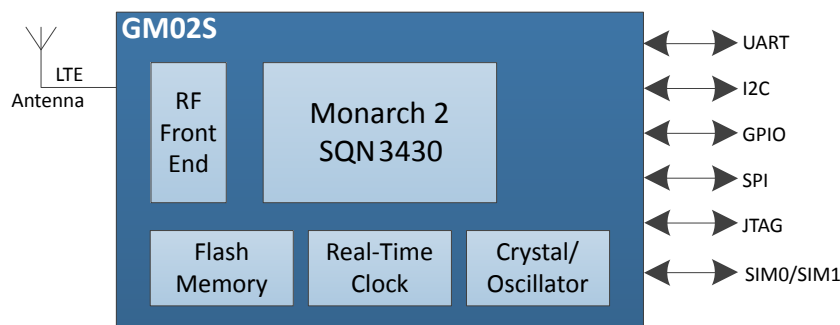 GM02S
LTE
Antenna
RF
Front
End
Monarch 2
SQN3430
Flash
Memory
Real-Time
Clock
Crystal/
Oscillator
UART
I2C
GPIO
SPI
JTAG
SIM0/SIM1